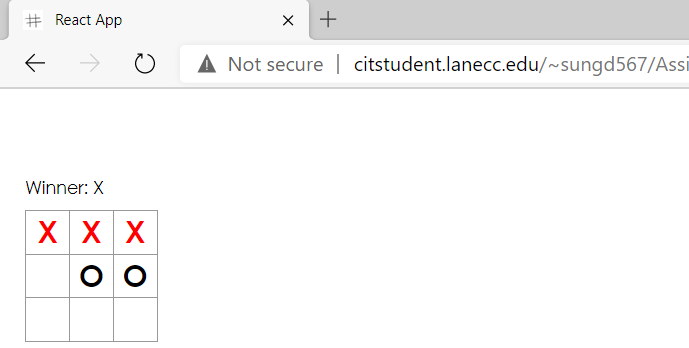 React App
Not secure | citstudent.lanecc.edu/~sungd567/Assi
Winner: X
X X X
O O